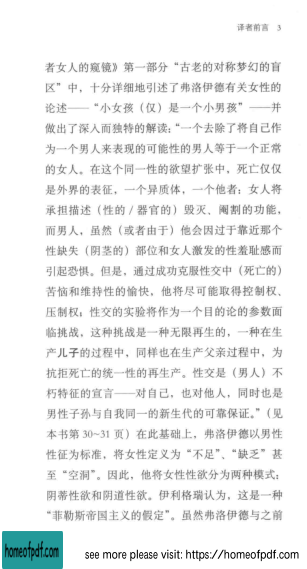 译者前言 3
者女人的窥镜》第一部分“古老的对称梦幻的盲
区”中，十分详细地引述了弗洛伊德有关女性的
论述——“小女孩（仅）是一个小男孩”——并
做出了深入而独特的解读：“一个去除了将自己作
为一个男人来表现的可能性的男人等于一个正常
的女人。在这个同一性的欲望扩张中，死亡仅仅
是外界的表征，一个异质体，一个他者；女人将
承担描述（性的/器官的）毁灭、阉割的功能，
而男人，虽然（或者由于）他会因过于靠近那个
性缺失（阴茎的）部位和女人激发的性羞耻感而
引起恐惧。但是，通过成功克服性交中（死亡的）
苦恼和维持性的愉快，他将尽可能取得控制权、
压制权；性交的实验将作为一个目的论的参数面
临挑战，这种挑战是一种无限再生的，一种在生
产儿子的过程中，同样也在生产父亲过程中，为
抗拒死亡的统一性的再生产。性交是（男人）不
朽特征的宣言——对自己，也对他人，同时也是
男性子孙与自我同一的新生代的可靠保证。”（见
本书第30~31页）在此基础上，弗洛伊德以男性
性征为标准，将女性定义为“不足”、“缺乏”甚
至“空洞”。因此，他将女性性欲分为两种模式：
阴蒂性欲和阴道性欲。伊利格瑞认为，这是一种
“菲勒斯帝国主义的假定”。虽然弗洛伊德与之前
homeofpdf.com
see more please visit: https://homeofpdf.com